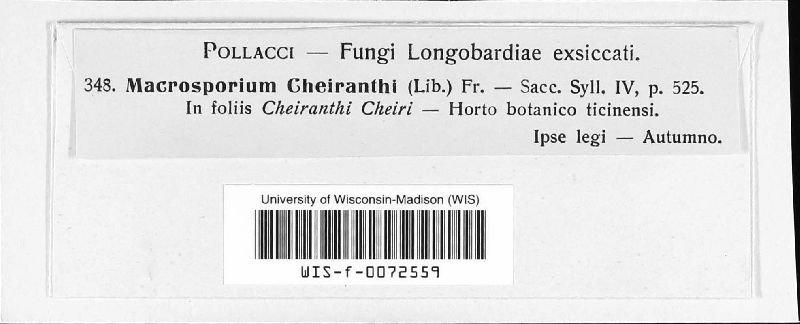 POLLACCI — Fungi Longobardiae exsiccati.
348. Macrosporium Cheiranthi (Lib.) Fr. — Sacc. Syll. IV, p. 525.
In foliis Cheiranthi Cheiri — Horto botanico ticinensi.
Ipse legi — Autumno.
University of Wisconsin-Madison (WIS)
WIS-f-0072559